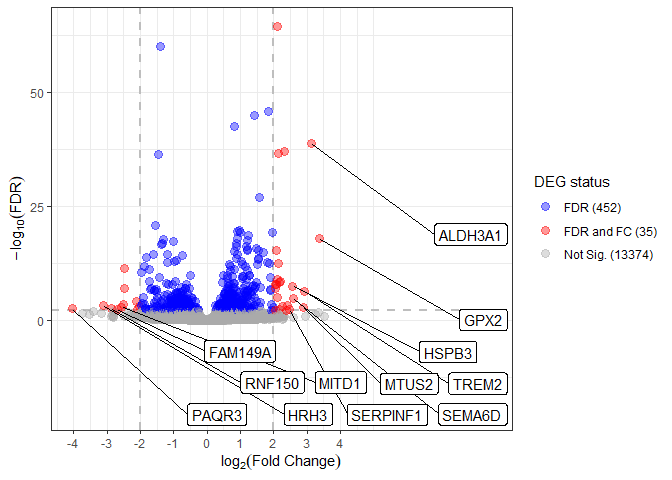 −log₁₀(FDR)
50
25
0
ALDH3A1
GPX2
HSPB3
FAM149A
RNF150
MITD1
MTUS2
TREM2
PAQR3
HRH3
SERPINF1
SEMA6D
-4 -3 -2 -1 0 1 2 3 4
log₂(Fold Change)
DEG status
FDR (452)
FDR and FC (35)
Not Sig. (13374)